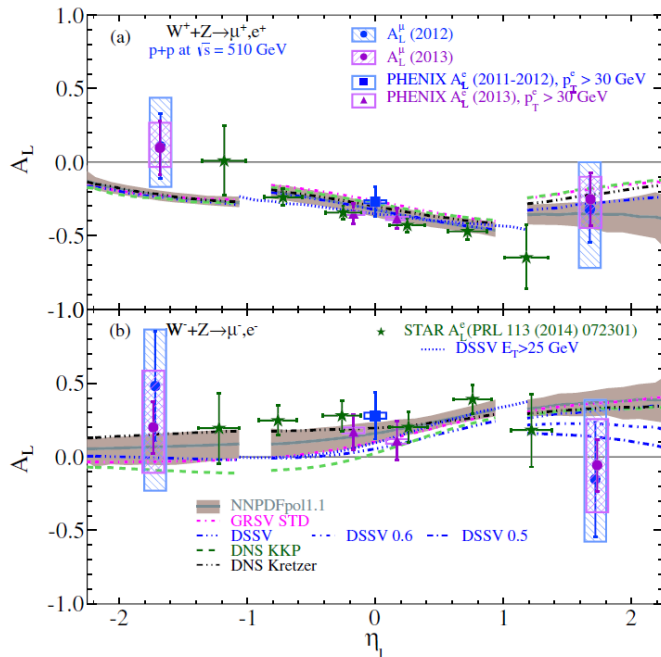 (a) W⁺+Z→μ⁺,e⁺
p+p at √s = 510 GeV
A_L^μ (2012)
A_L^μ (2013)
PHENIX A_L^e (2011-2012), p_T^e > 30 GeV
PHENIX A_L^e (2013), p_T^e > 30 GeV
A_L
1.0
0.5
0.0
-0.5
-1.0
(b) W⁻+Z→μ⁻,e⁻
STAR A_L^e (PRL 113 (2014) 072301)
DSSV E_T>25 GeV
A_L
0.5
0.0
-0.5
-1.0
NNPDFpol1.1
GRSV STD
DSSV DSSV 0.6 DSSV 0.5
DNS KKP
DNS Kretzer
-2 -1 0 1 2
η_l